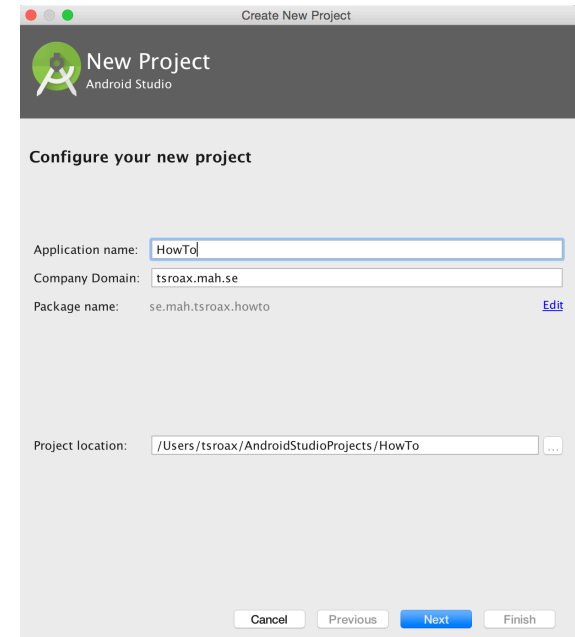 Create New Project
New Project
Android Studio
Configure your new project
Application name: HowTo
Company Domain: tsroax.mah.se
Package name: se.mah.tsroax.howto Edit
Project location: /Users/tsroax/AndroidStudioProjects/HowTo ...
Cancel Previous Next Finish